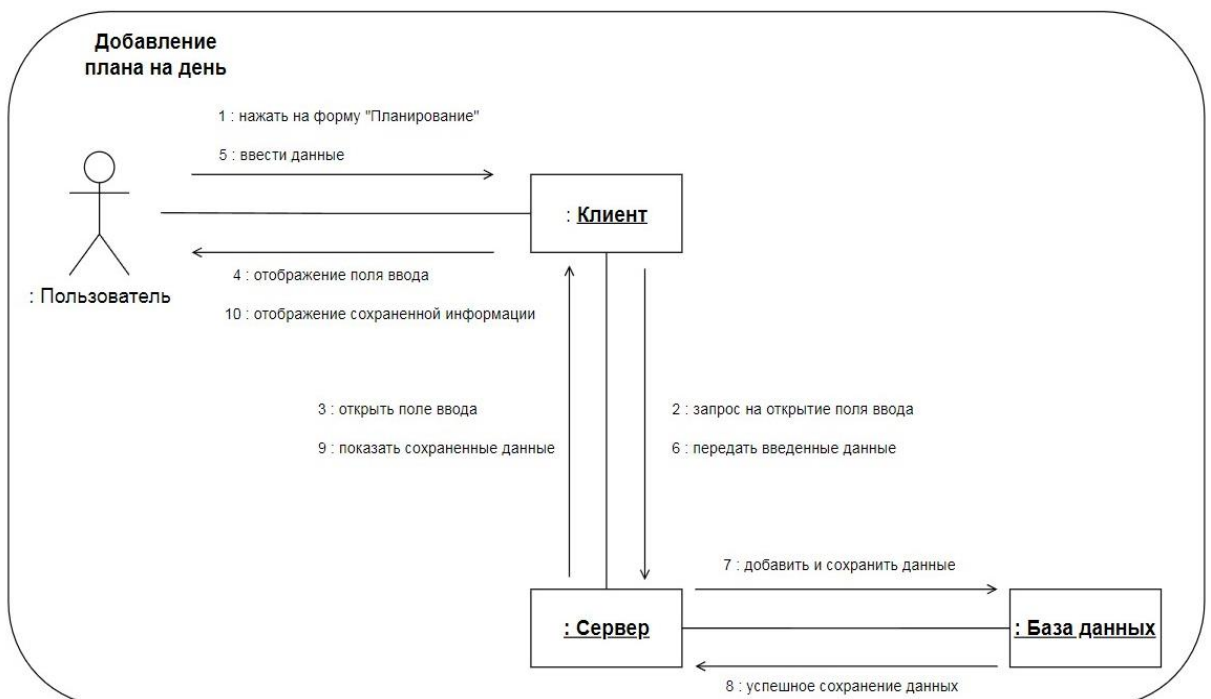 Добавление
плана на день
1 : нажать на форму "Планирование"
5 : ввести данные
: Клиент
4 : отображение поля ввода
: Пользователь
10 : отображение сохраненной информации
3 : открыть поле ввода
2 : запрос на открытие поля ввода
9 : показать сохраненные данные
6 : передать введенные данные
7 : добавить и сохранить данные
: Сервер
: База данных
8 : успешное сохранение данных